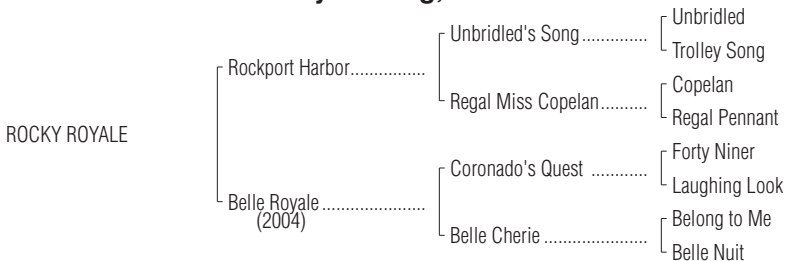 Unbridled
Unbridled's Song..............
Trolley Song
Rockport Harbor................
Copelan
Regal Miss Copelan..........
Regal Pennant
ROCKY ROYALE
Forty Niner
Coronado's Quest ............
Laughing Look
Belle Royale......................
(2004)
Belong to Me
Belle Cherie ......................
Belle Nuit